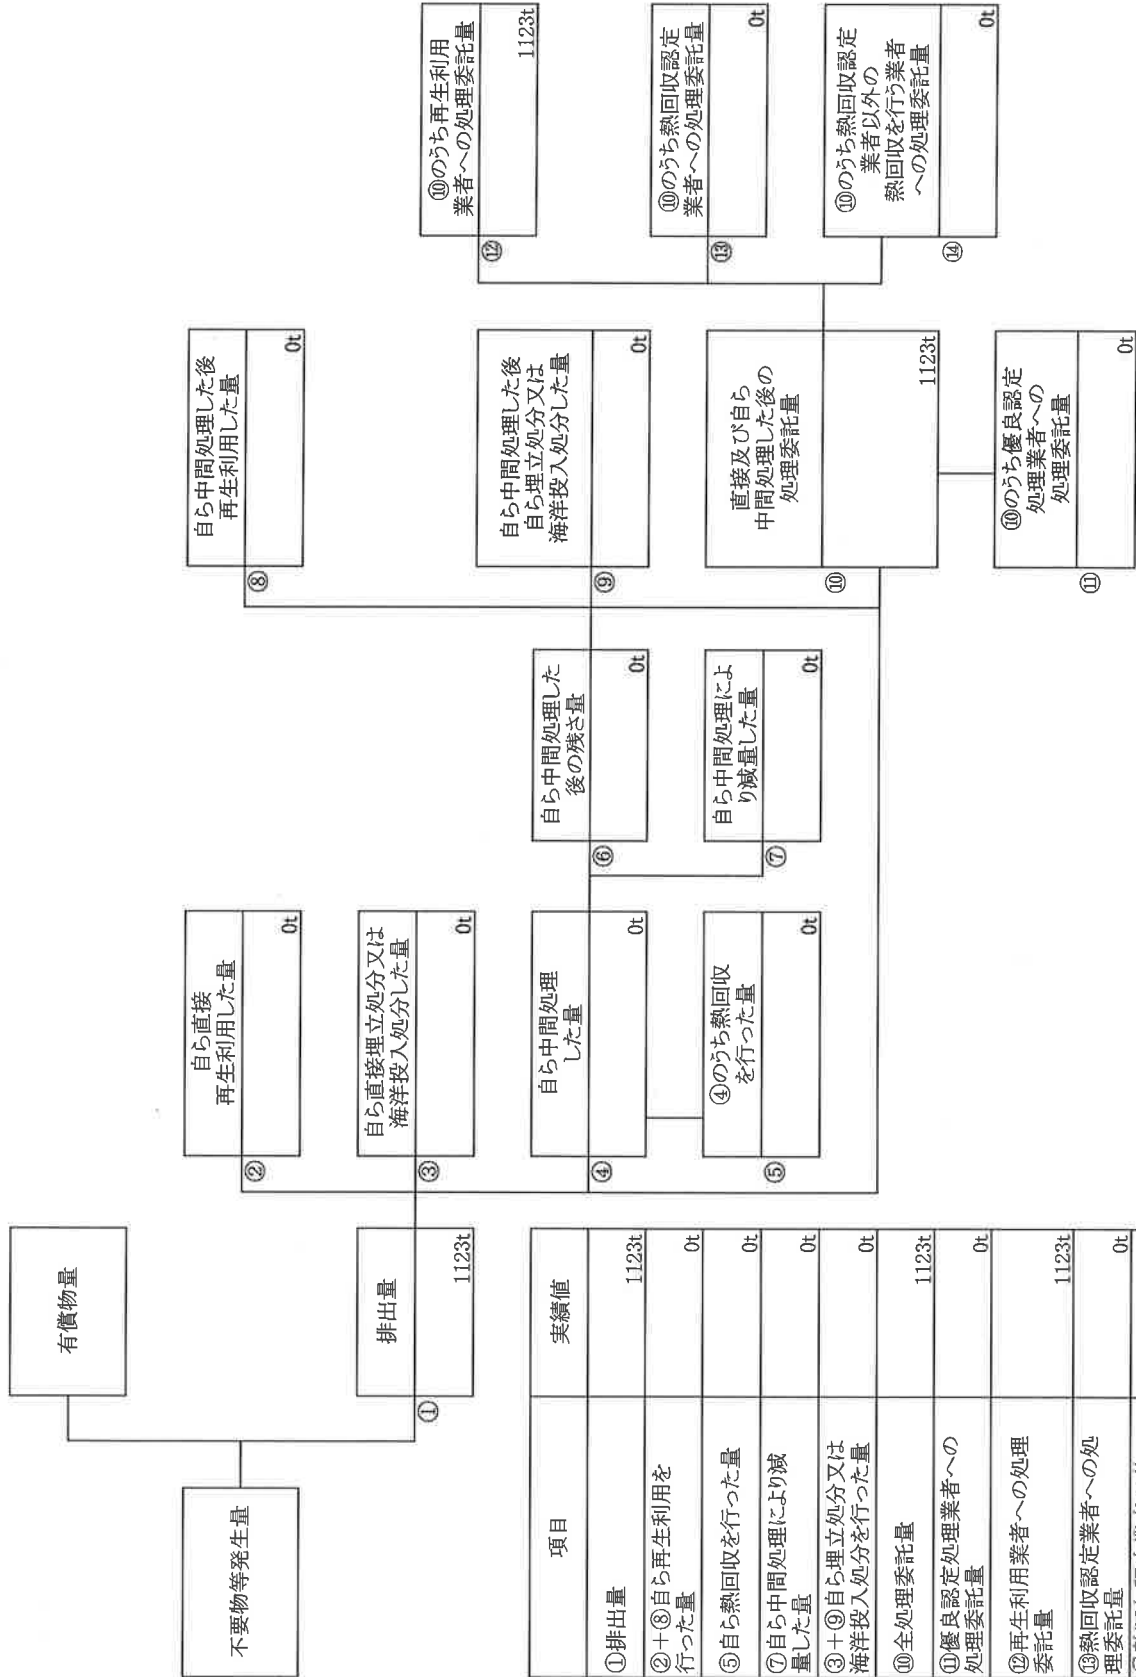 不要物等発生量
有償物量
排出量
①
1123t
自ら直接
再生利用した量
②
0t
自ら直接埋立処分又は
海洋投入処分した量
③
0t
自ら中間処理
した量
④
0t
④のうち熱回収
を行った量
⑤
0t
自ら中間処理した
後の残さ量
⑥
0t
自ら中間処理によ
り減量した量
⑦
0t
自ら中間処理した後
再生利用した量
⑧
0t
自ら中間処理した後
自ら埋立処分又は
海洋投入処分した量
⑨
0t
直接及び自ら
中間処理した後の
処理委託量
⑩
1123t
⑩のうち優良認定
処理業者への
処理委託量
⑪
0t
⑩のうち再生利用
業者への処理委託量
⑫
1123t
⑩のうち熱回収認定
業者への処理委託量
⑬
0t
⑩のうち熱回収認定
業者以外の
熱回収を行う業者
への処理委託量
⑭
0t
項目 実績値
①排出量 1123t
②+⑧自ら再生利用を
行った量 0t
⑤自ら熱回収を行った量 0t
⑦自ら中間処理により減
量した量 0t
③+⑨自ら埋立処分又は
海洋投入処分を行った量 0t
⑩全処理委託量 1123t
⑪優良認定処理業者への
処理委託量 0t
⑫再生利用業者への処理
委託量 1123t
⑬熱回収認定業者への処
理委託量 0t